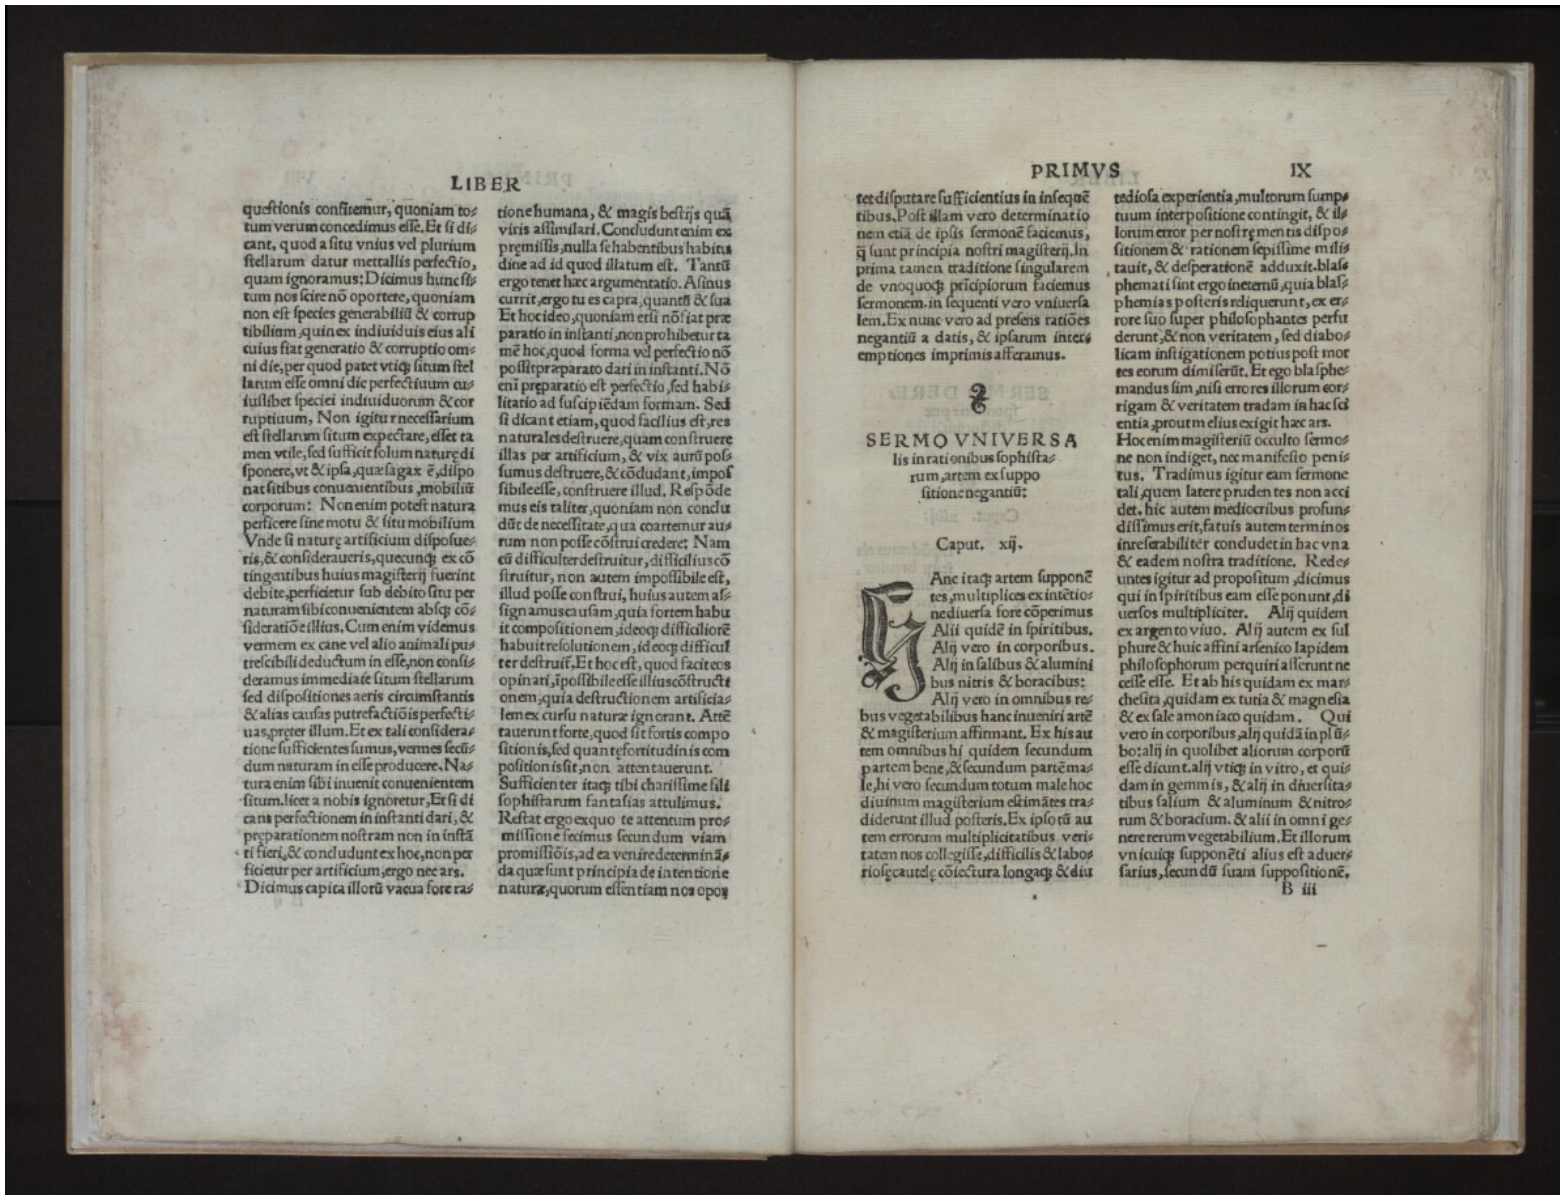 LIBER
questionis confitemur, quoniam to-
tum verum concedimus esse. Et si di-
cant, quod a situ vnius vel plurium
stellarum datur mettallis perfectio,
quam ignoramus: Dicimus hunc si-
tum nos scire nō oportere, quoniam
non est species generabiliū & corrup
tibilium, quin ex indiuiduis eius ali
cuius fiat generatio & corruptio om-
ni die, per quod patet vtiqꝫ situm stel
larum esse omni die perfectiuum cu-
iuslibet speciei indiuiduorum & cor
ruptiuum, Non igitur necessarium
est stellarum situm expectare, esset ta
men vtile, sed sufficit solum naturę di
sponere, vt & ipsa, quæ sagax ē, dispo
nat sitibus conuenientibus, mobiliū
corporum: Non enim potest natura
perficere sine motu & situ mobilium
Vnde si naturę artificium disposue-
ris, & consideraueris, quecunqꝫ ex cō
tingentibus huius magisterij fuerint
debite, perficietur sub debito situ per
naturam sibi conuenientem absqꝫ cō-
sideratiōe illius. Cum enim videmus
vermem ex cane vel alio animali pu-
trescibili deductum in esse, non consi-
deramus immediate situm stellarum
sed dispositiones aeris circumstantis
& alias causas putrefactiōis perfecti-
uas, pręter illum. Et ex tali considera-
tione sufficientes sumus, vermes secū-
dum naturam in esse producere. Na-
tura enim sibi inuenit conuenientem
situm. licet a nobis ignoretur, Et si di
cant perfectionem in instanti dari, &
pręparationem nostram non in instā
ti fieri, & concludunt ex hoc, non per
ficietur per artificium, ergo nec ars.
Dicimus capita illorū vacua fore ra-
tione humana, & magis bestijs quā
viris assimilari. Concludunt enim ex
pręmissis, nulla se habentibus habitu
dine ad id quod illatum est. Tantū
ergo tenet hæc argumentatio. Asinus
currit, ergo tu es capra, quantū & sua
Et hoc ideo, quoniam etsi nō fiat præ
paratio in instanti, non prohibetur ta
mē hoc, quod forma vel perfectio nō
possit præparato dari in instanti. Nō
eni pręparatio est perfectio, sed habi-
litatio ad suscipiēdam formam. Sed
si dicant etiam, quod facilius est, res
naturales destruere, quam construere
illas per artificium, & vix aurū pos-
sumus destruere, & cōcludant, impos
sibile esse, construere illud. Respōde
mus eis taliter, quoniam non conclu
dūt de necessitate, qua coartemur au-
rum non posse cōstrui credere: Nam
cū difficulter destruitur, difficilius cō
struitur, non autem impossibile est,
illud posse construi, huius autem as-
signamus causam, quia fortem habu
it compositionem, ideoqꝫ difficiliorē
habuit resolutionem, ideoqꝫ difficul
ter destruit̄. Et hoc est, quod facit eos
opinari, īpossibile esse illius cōstructi
onem, quia destructionem artificia-
lem ex cursu naturæ ignorant. Attē
tauerunt forte, quod sit fortis compo
sitionis, sed quantę fortitudinis com
positionis sit, non attentauerunt.
Sufficienter itaqꝫ tibi charissime fili
sophistarum fantasias attulimus.
Restat ergo ex quo te attentum pro-
missione fecimus secundum viam
promissiōis, ad ea venire determinā-
da quæ sunt principia de intentione
naturæ, quorum essentiam nos opor
PRIMVS IX
tet disputare sufficientius in insequē
tibus. Post illam vero determinatio
nem etiā de ipsis sermonē faciemus,
q̄ sunt principia nostri magisterij. In
prima tamen traditione singularem
de vnoquoqꝫ prīcipiorum faciemus
sermonem. in sequenti vero vniuersa
lem. Ex nunc vero ad presens ratiōes
negantiū a datis, & ipsarum inter-
emptiones imprimis afferamus.
SERMO VNIVERSA
lis in rationibus sophista-
rum, artem ex suppo
sitione negantiū:
Caput. xij.
HAnc itaqꝫ artem supponē
tes, multiplices ex intētio-
ne diuersa fore cōperimus
Alii quidē in spiritibus.
Alij vero in corporibus.
Alij in salibus & alumini
bus nitris & boracibus:
Alij vero in omnibus re-
bus vegetabilibus hanc inueniri artē
& magisterium affirmant. Ex his au
tem omnibus hi quidem secundum
partem bene, & secundum partē ma-
le, hi vero secundum totum male hoc
diuinum magisterium estimātes tra-
diderunt illud posteris. Ex ipsorū au
tem errorum multiplicitatibus veri-
tatem nos collegisse, difficilis & labo-
riosę cautelę cōiectura longaqꝫ & diu
tediosa experientia, multorum sump-
tuum interpositione contingit, & il-
lorum error per nostrę mentis dispo-
sitionem & rationem sepissime mili-
tauit, & desperationē adduxit. blas-
phemati sint ergo in eternū, quia blas-
phemias posteris reliquerunt, ex er-
rore suo super philosophantes perfu
derunt, & non veritatem, sed diabo-
licam instigationem potius post mor
tes eorum dimiserūt. Et ego blasphe-
mandus sim, nisi errores illorum cor-
rigam & veritatem tradam in hac sci
entia, prout melius exigit hæc ars.
Hoc enim magisteriū occulto sermo-
ne non indiget, nec manifesto peni-
tus. Tradimus igitur eam sermone
tali, quem latere prudentes non acci
det, hic autem mediocribus profun-
dissimus erit, fatuis autem terminos
inreserabiliter concludet in hac vna
& eadem nostra traditione. Rede-
untes igitur ad propositum, dicimus
qui in spiritibus eam esse ponunt, di
uersos multipliciter. Alij quidem
ex argento viuo. Alij autem ex sul
phure & huic affini arsenico lapidem
philosophorum perquiri asserunt ne
cesse esse. Et ab his quidam ex mar-
chesita, quidam ex tutia & magnesia
& ex sale amoniaco quidam. Qui
vero in corporibus, alij quidā in plū-
bo: alij in quolibet aliorum corporū
esse dicunt. alij vtiqꝫ in vitro, et qui-
dam in gemmis, & alij in diuersita-
tibus salium & aluminum & nitro-
rum & boracium. & alii in omni ge-
nere rerum vegetabilium. Et illorum
vnicuiqꝫ supponēti alius est aduer-
sarius, secundū suam suppositionē.
B iii